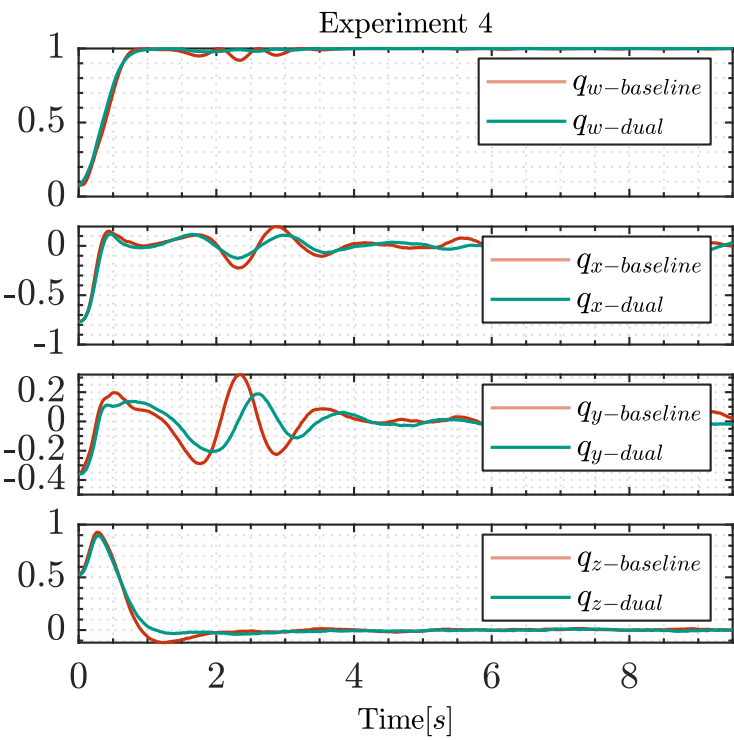 Experiment 4
1
0.5
0
q_{w-baseline}
q_{w-dual}
0
-0.5
-1
q_{x-baseline}
q_{x-dual}
0.2
0
-0.2
-0.4
q_{y-baseline}
q_{y-dual}
1
0.5
0
q_{z-baseline}
q_{z-dual}
0 2 4 6 8
Time[s]